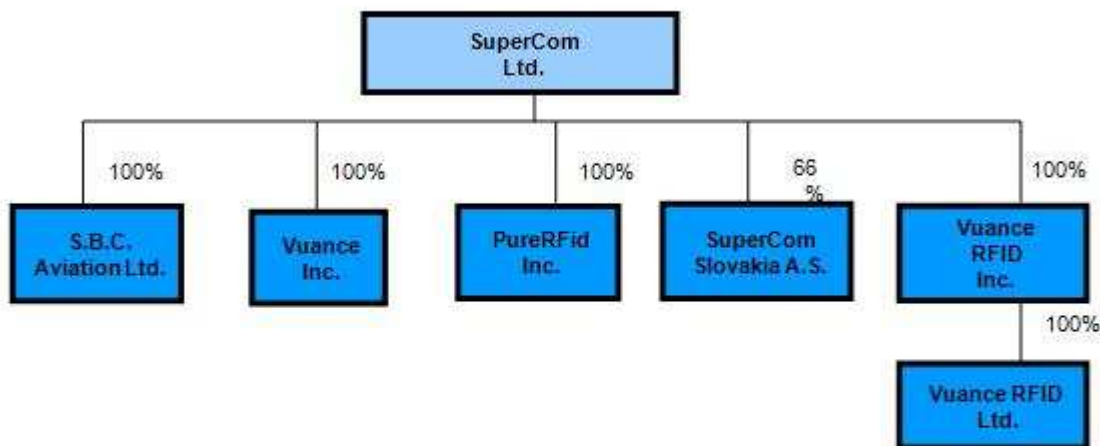 SuperCom
Ltd.
100%
100%
100%
66
%
100%
S.B.C.
Aviation Ltd.
Vuance
Inc.
PureRFid
Inc.
SuperCom
Slovakia A.S.
Vuance
RFID
Inc.
100%
Vuance RFID
Ltd.